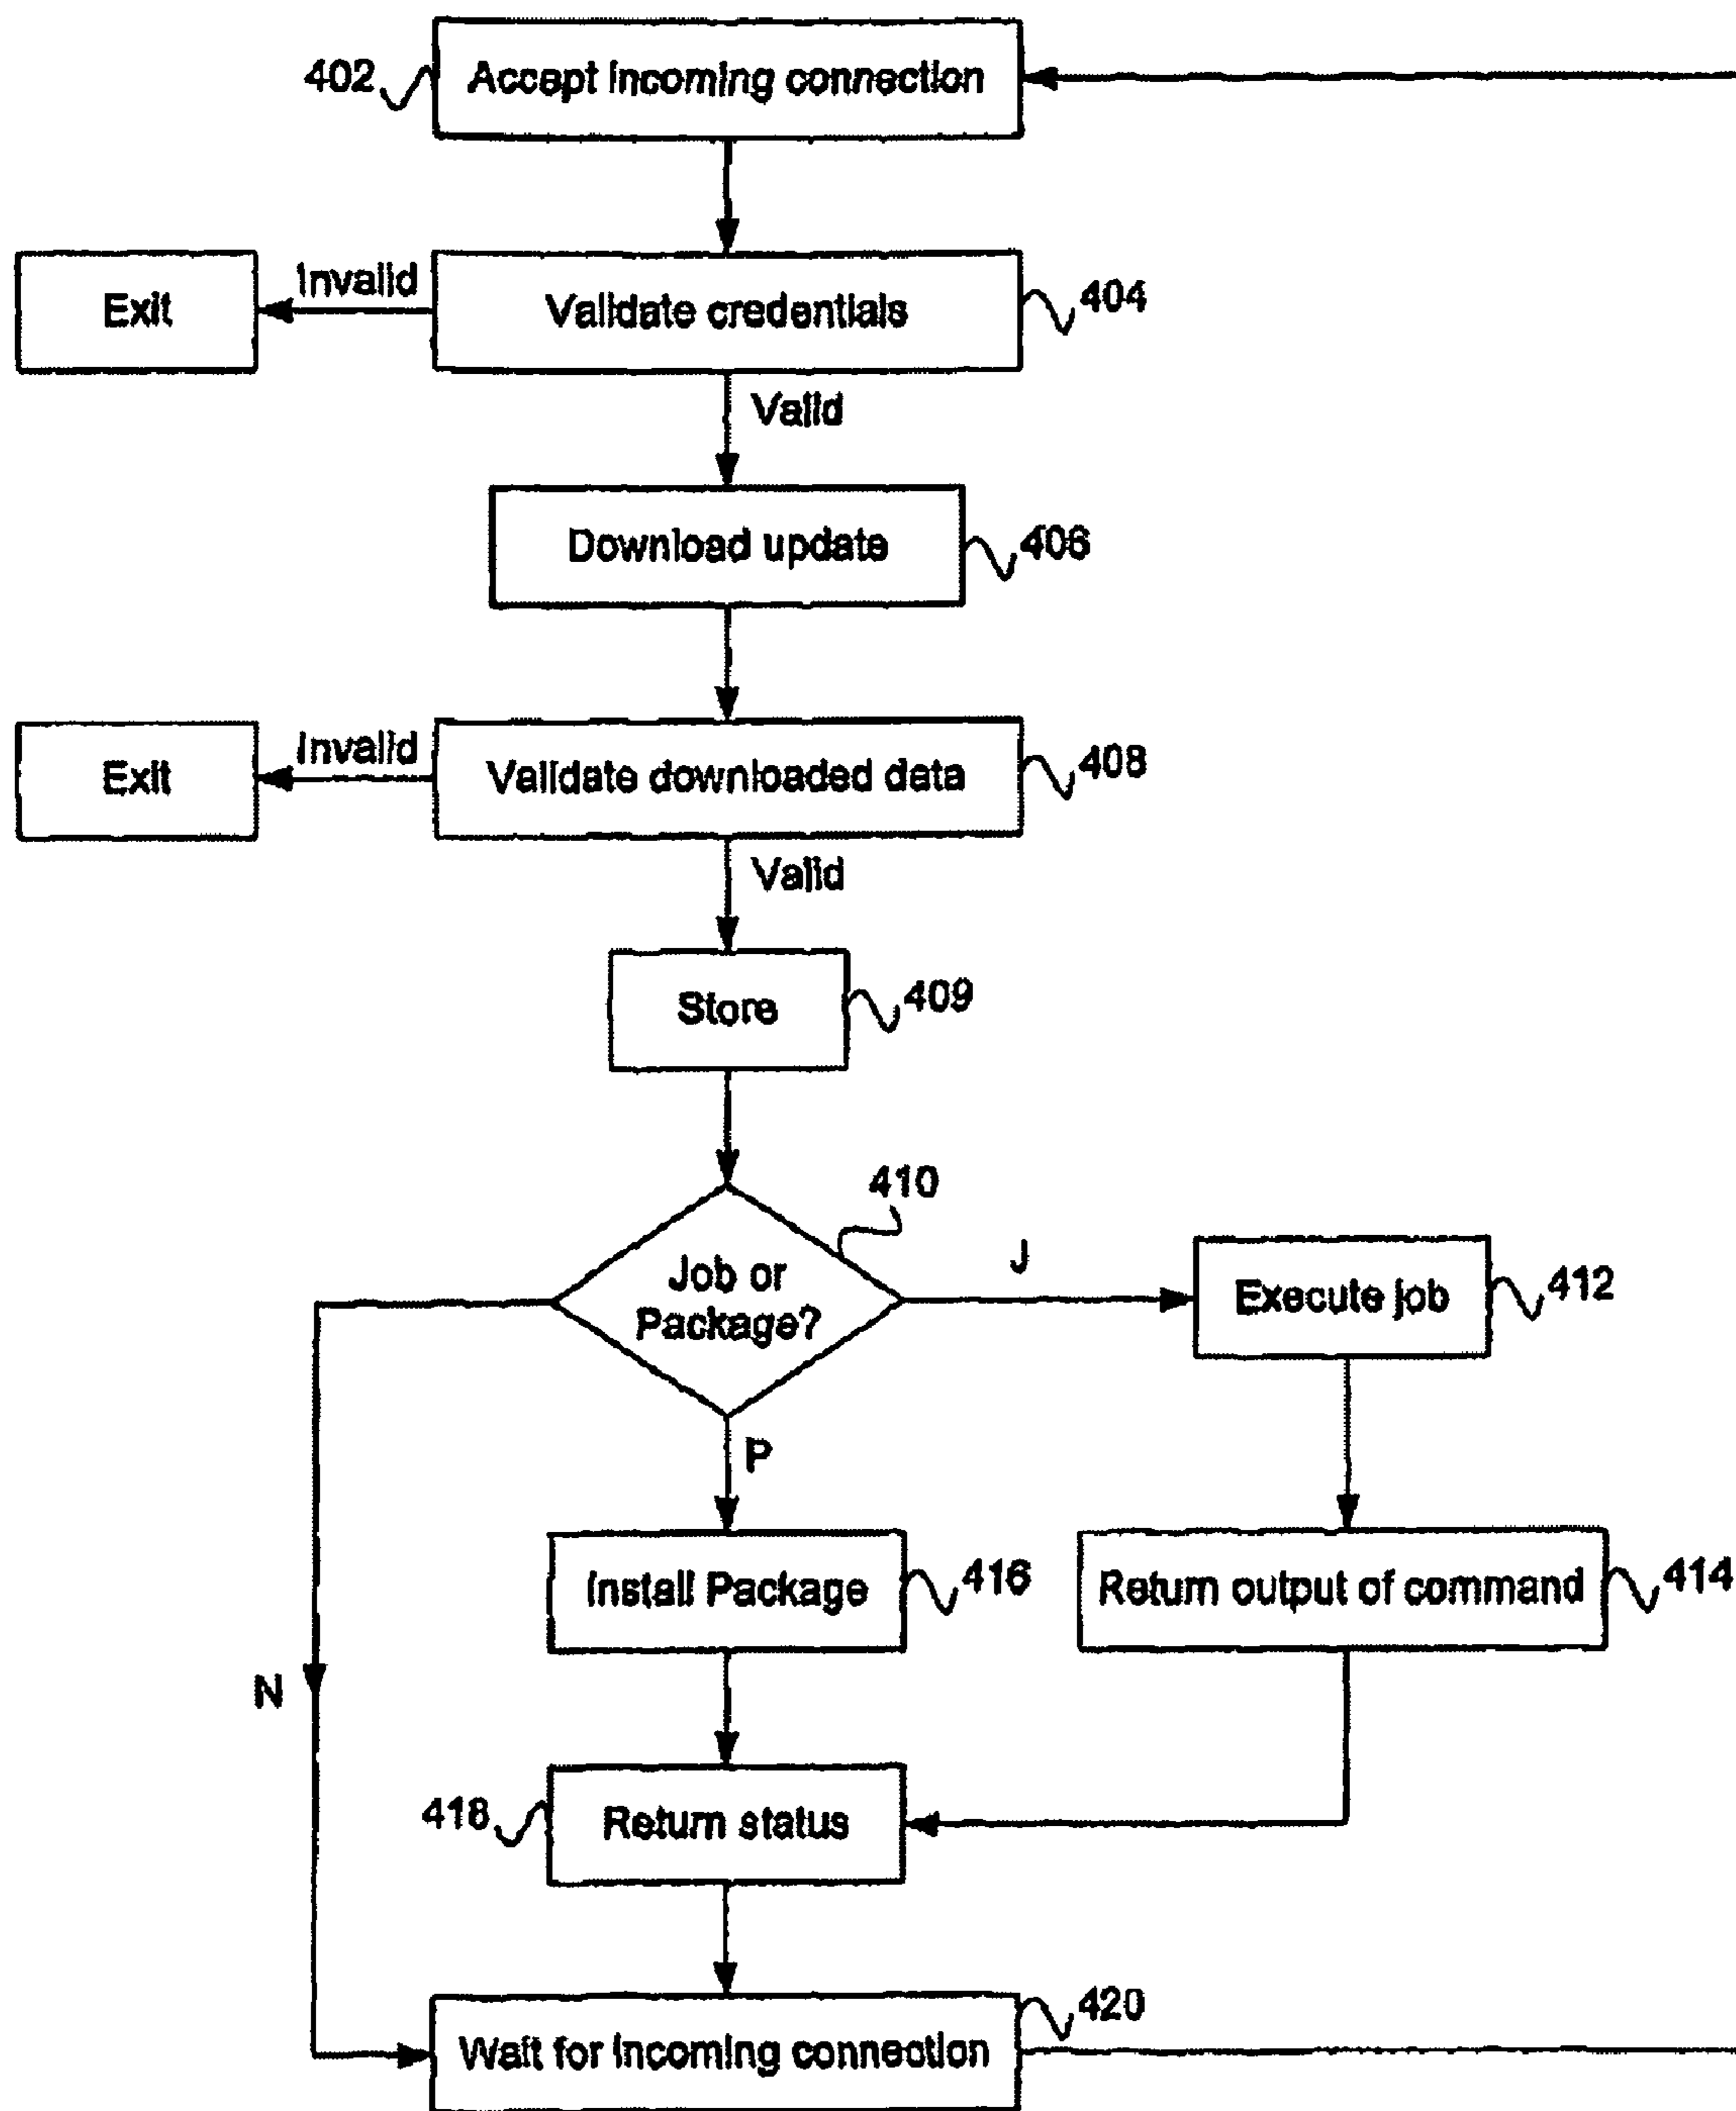 402
Accept incoming connection
Exit
Invalid
Validate credentials
404
Valid
Download update
406
Exit
Invalid
Validate downloaded data
408
Valid
Store
409
410
Job or
Package?
J
Execute job
412
P
Install Package
416
Return output of command
414
N
418
Return status
420
Wait for incoming connection